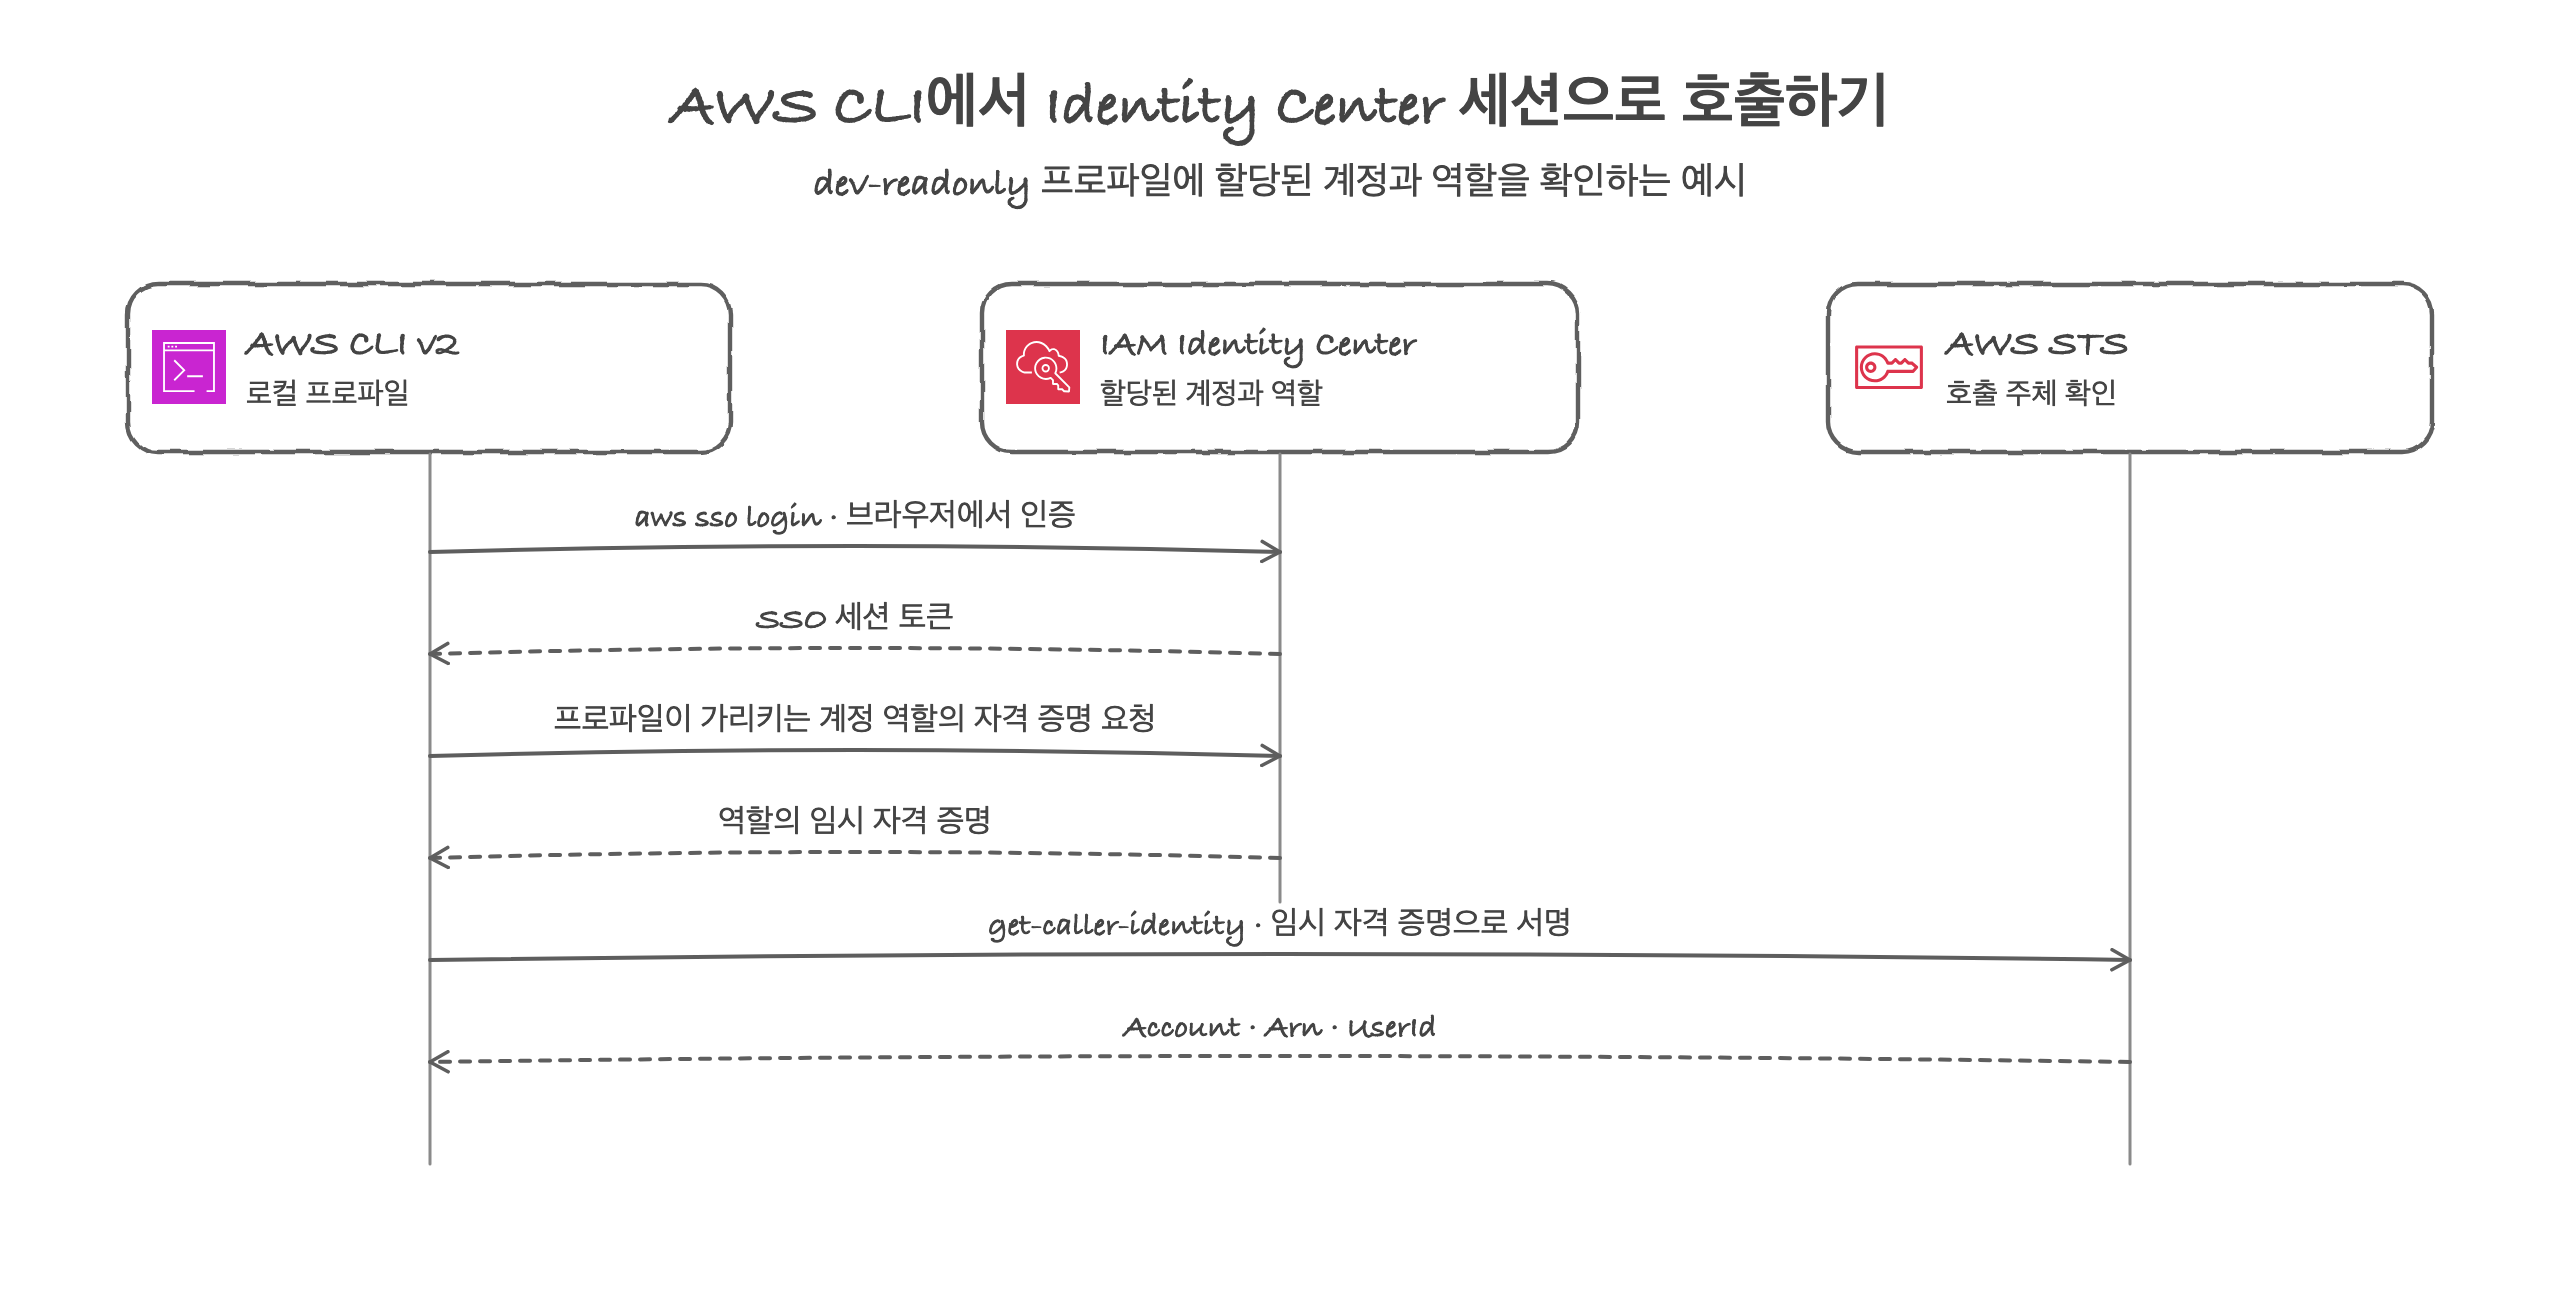 AWS CLI에서 Identity Center 세션으로 호출하기
dev-readonly 프로파일에 할당된 계정과 역할을 확인하는 예시
AWS CLI v2
로컬 프로파일
IAM Identity Center
할당된 계정과 역할
AWS STS
호출 주체 확인
aws sso login · 브라우저에서 인증
SSO 세션 토큰
프로파일이 가리키는 계정 역할의 자격 증명 요청
역할의 임시 자격 증명
get-caller-identity · 임시 자격 증명으로 서명
Account · Arn · UserId